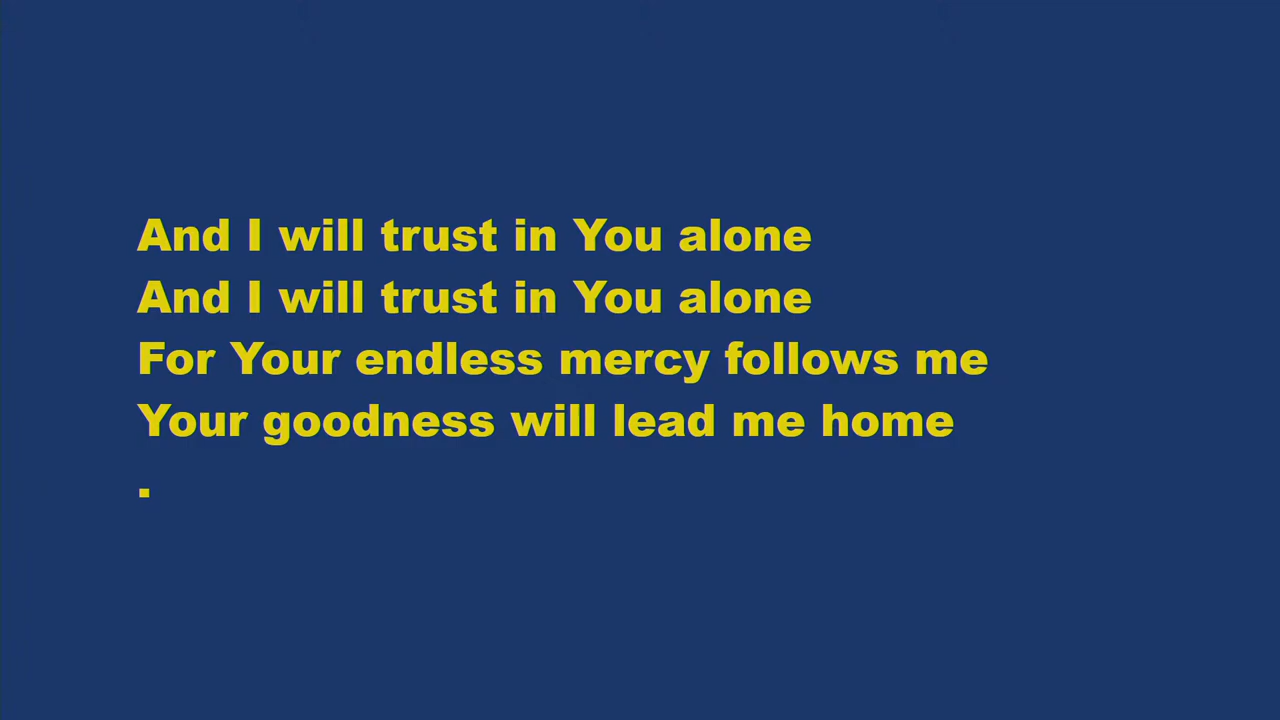 And I will trust in You alone
And I will trust in You alone
For Your endless mercy follows me
Your goodness will lead me home
.